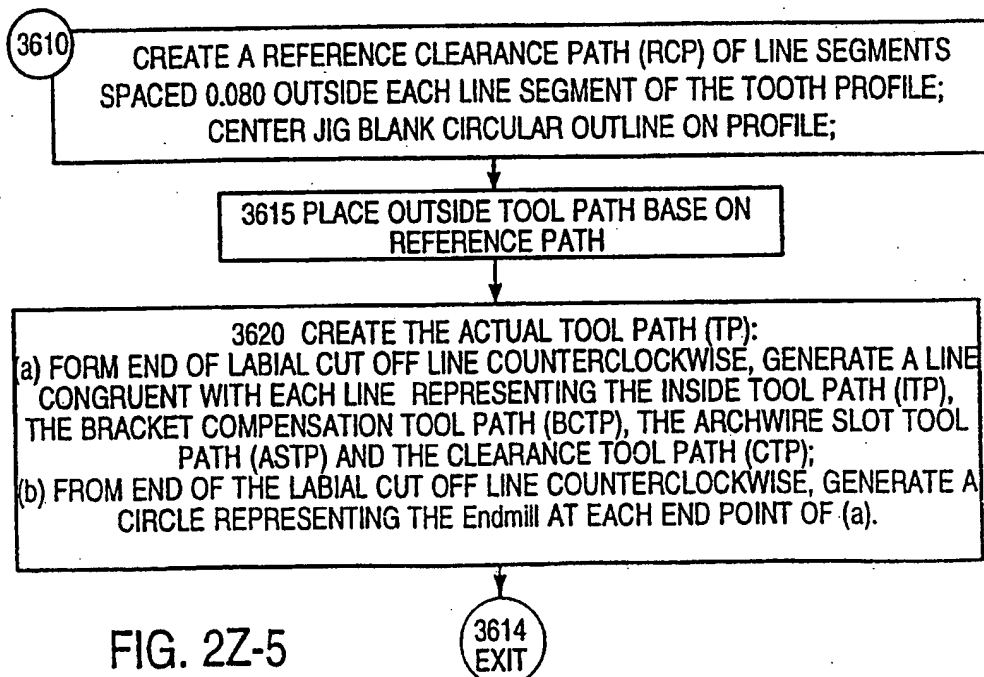 3610
CREATE A REFERENCE CLEARANCE PATH (RCP) OF LINE SEGMENTS
SPACED 0.080 OUTSIDE EACH LINE SEGMENT OF THE TOOTH PROFILE;
CENTER JIG BLANK CIRCULAR OUTLINE ON PROFILE;
3615 PLACE OUTSIDE TOOL PATH BASE ON
REFERENCE PATH
3620 CREATE THE ACTUAL TOOL PATH (TP):
(a) FORM END OF LABIAL CUT OFF LINE COUNTERCLOCKWISE, GENERATE A LINE
CONGRUENT WITH EACH LINE REPRESENTING THE INSIDE TOOL PATH (ITP),
THE BRACKET COMPENSATION TOOL PATH (BCTP), THE ARCHWIRE SLOT TOOL
PATH (ASTP) AND THE CLEARANCE TOOL PATH (CTP);
(b) FROM END OF THE LABIAL CUT OFF LINE COUNTERCLOCKWISE, GENERATE A
CIRCLE REPRESENTING THE Endmill AT EACH END POINT OF (a).
3614
EXIT
FIG. 2Z-5